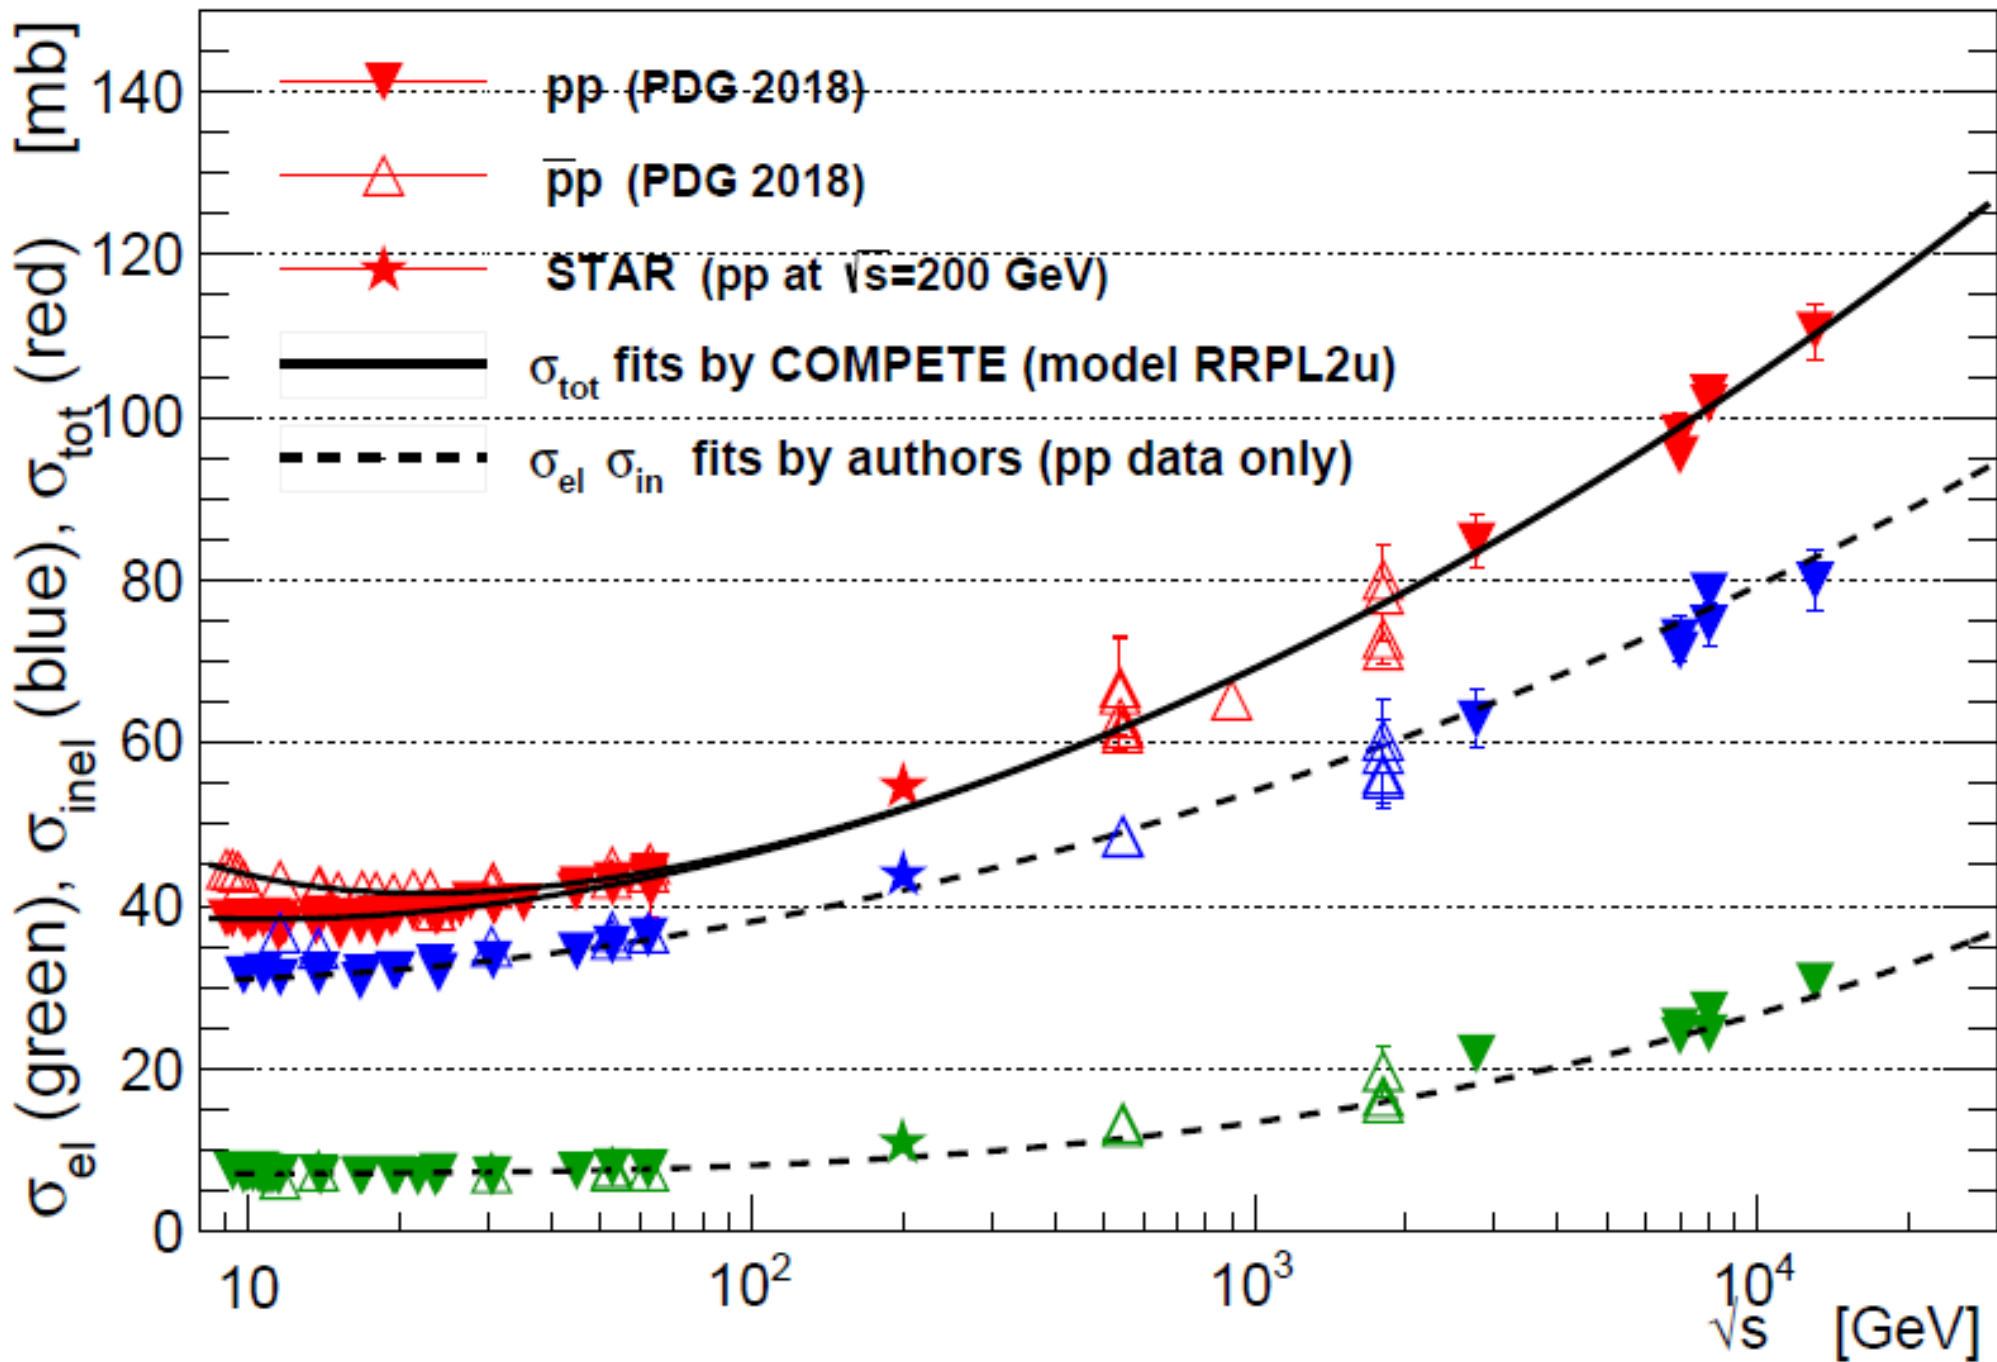 σel (green), σinel (blue), σtot (red) [mb]
140
120
100
80
60
40
20
0
pp (PDG 2018)
p̅p (PDG 2018)
STAR (pp at √s=200 GeV)
σtot fits by COMPETE (model RRPL2u)
σel σin fits by authors (pp data only)
10 10² 10³ 10⁴
√s [GeV]